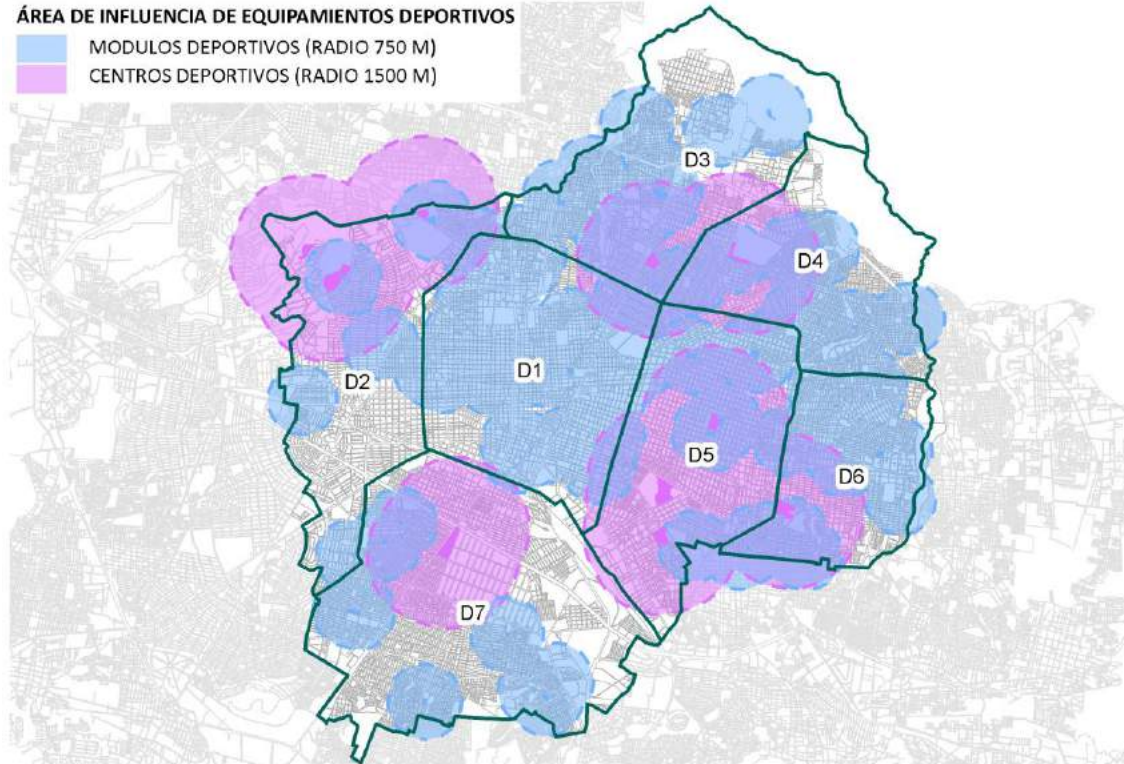 ÁREA DE INFLUENCIA DE EQUIPAMIENTOS DEPORTIVOS
MODULOS DEPORTIVOS (RADIO 750 M)
CENTROS DEPORTIVOS (RADIO 1500 M)
D3
D4
D2
D1
D5
D6
D7